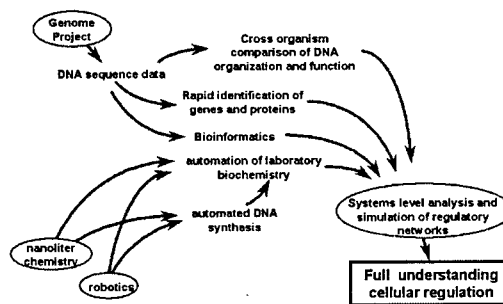 Genome
Project
Cross organism
comparison of DNA
organization and function
DNA sequence data
Rapid identification of
genes and proteins
Bioinformatics
automation of laboratory
biochemistry
Systems level analysis and
simulation of regulatory
networks
automated DNA
synthesis
nanoliter
chemistry
robotics
Full understanding
cellular regulation